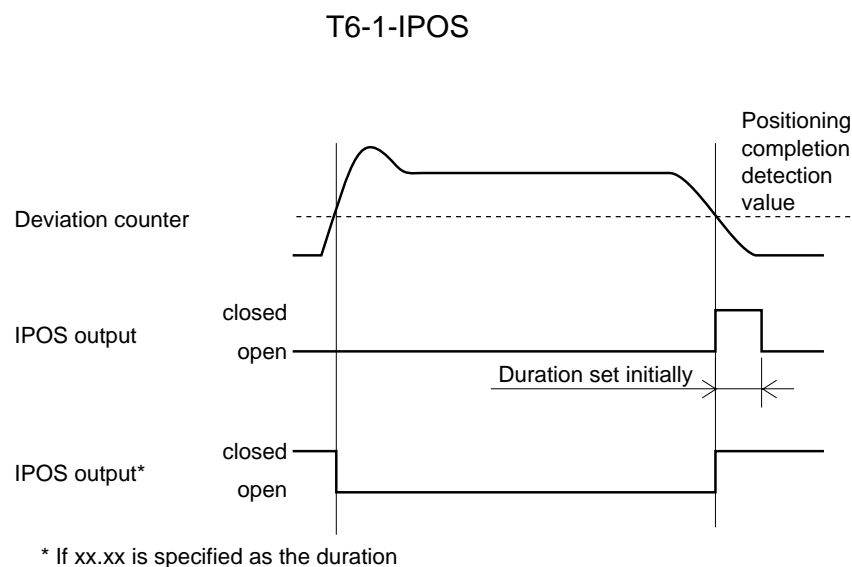 T6-1-IPOS
Positioning
completion
detection
value
Deviation counter
closed
IPOS output
open
Duration set initially
closed
IPOS output*
open
* If xx.xx is specified as the duration